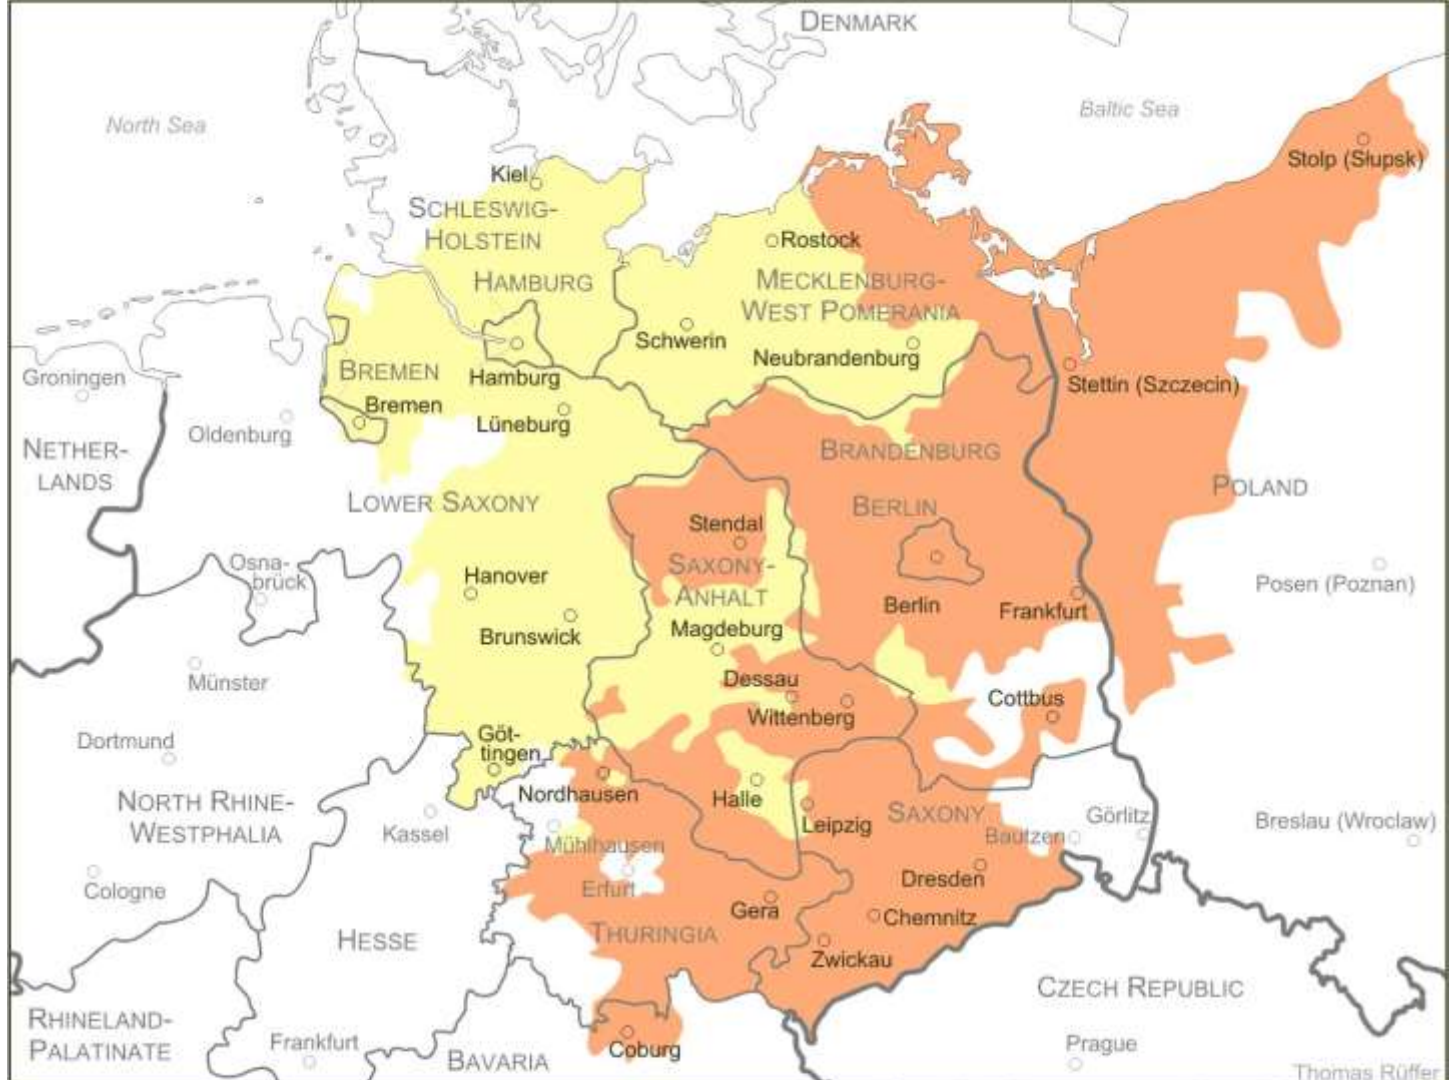 DENMARK
North Sea
Baltic Sea
Stolp (Słupsk)
Kiel
SCHLESWIG-
HOLSTEIN
Rostock
HAMBURG
MECKLENBURG-
WEST POMERANIA
Schwerin
Neubrandenburg
Groningen
BREMEN
Hamburg
Stettin (Szczecin)
Bremen
Lüneburg
Oldenburg
NETHER-
LANDS
BRANDENBURG
POLAND
LOWER SAXONY
BERLIN
Stendal
Osna-
brück
Hanover
SAXONY-
ANHALT
Posen (Poznan)
Berlin
Frankfurt
Brunswick
Magdeburg
Münster
Dessau
Cottbus
Wittenberg
Dortmund
Göt-
tingen
Nordhausen
Halle
NORTH RHINE-
WESTPHALIA
Kassel
Leipzig
SAXONY
Bautzen
Görlitz
Breslau (Wroclaw)
Mühlhausen
Cologne
Erfurt
Dresden
Gera
Chemnitz
HESSE
THURINGIA
Zwickau
CZECH REPUBLIC
RHINELAND-
PALATINATE
Frankfurt
BAVARIA
Coburg
Prague
Thomas Rüffer